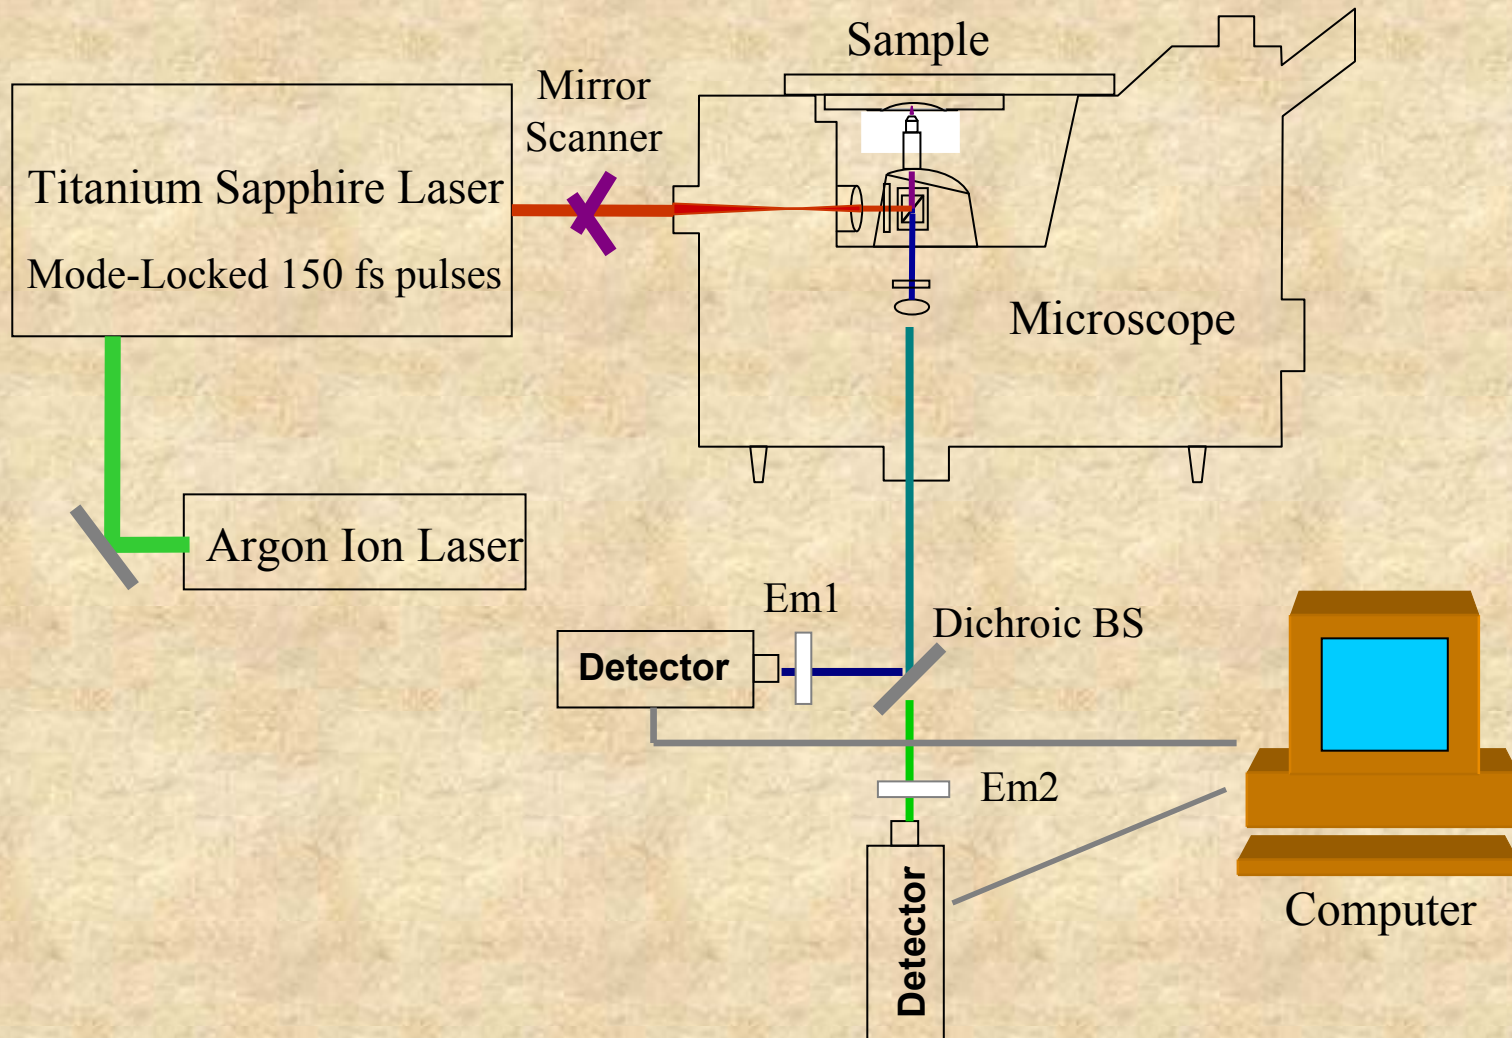 Sample
Mirror
Scanner
Titanium Sapphire Laser
Mode-Locked 150 fs pulses
Microscope
Argon Ion Laser
Em1
Dichroic BS
Detector
Em2
Detector
Computer